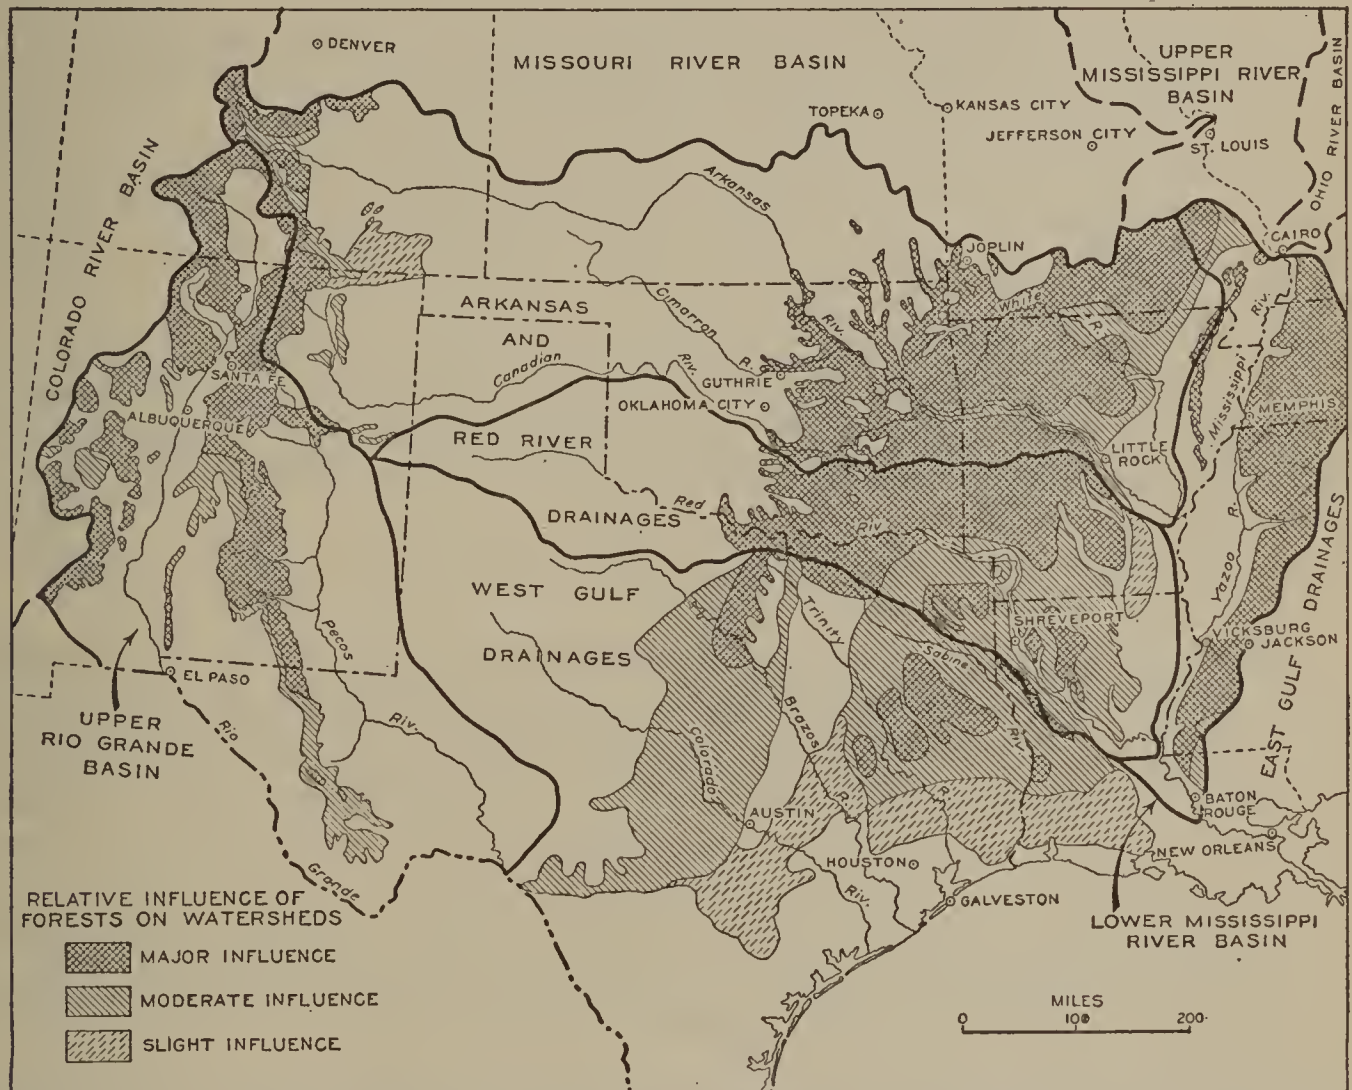 DENVER
MISSOURI RIVER BASIN
UPPER
MISSISSIPPI RIVER
BASIN
OHIO RIVER BASIN
TOPEKA
KANSAS CITY
JEFFERSON CITY
ST. LOUIS
COLORADO RIVER BASIN
Arkansas
Riv.
JOPLIN
CAIRO
White
R.
Cimarron
R.
ARKANSAS
AND
Canadian
Riv.
GUTHRIE
OKLAHOMA CITY
SANTA FE
ALBUQUERQUE
RED RIVER
DRAINAGES
Red
Riv.
LITTLE
ROCK
Mississippi
Riv.
MEMPHIS
Yazoo
R.
WEST GULF
DRAINAGES
Trinity
R.
SHREVEPORT
Sabine
Riv.
VICKSBURG
JACKSON
EAST GULF DRAINAGES
Pecos
Riv.
EL PASO
UPPER
RIO GRANDE
BASIN
Rio
Grande
Brazos
R.
Riv.
Colorado
AUSTIN
HOUSTON
GALVESTON
BATON
ROUGE
NEW ORLEANS
LOWER MISSISSIPPI
RIVER BASIN
RELATIVE INFLUENCE OF
FORESTS ON WATERSHEDS
MAJOR INFLUENCE
MODERATE INFLUENCE
SLIGHT INFLUENCE
MILES
0 100 200